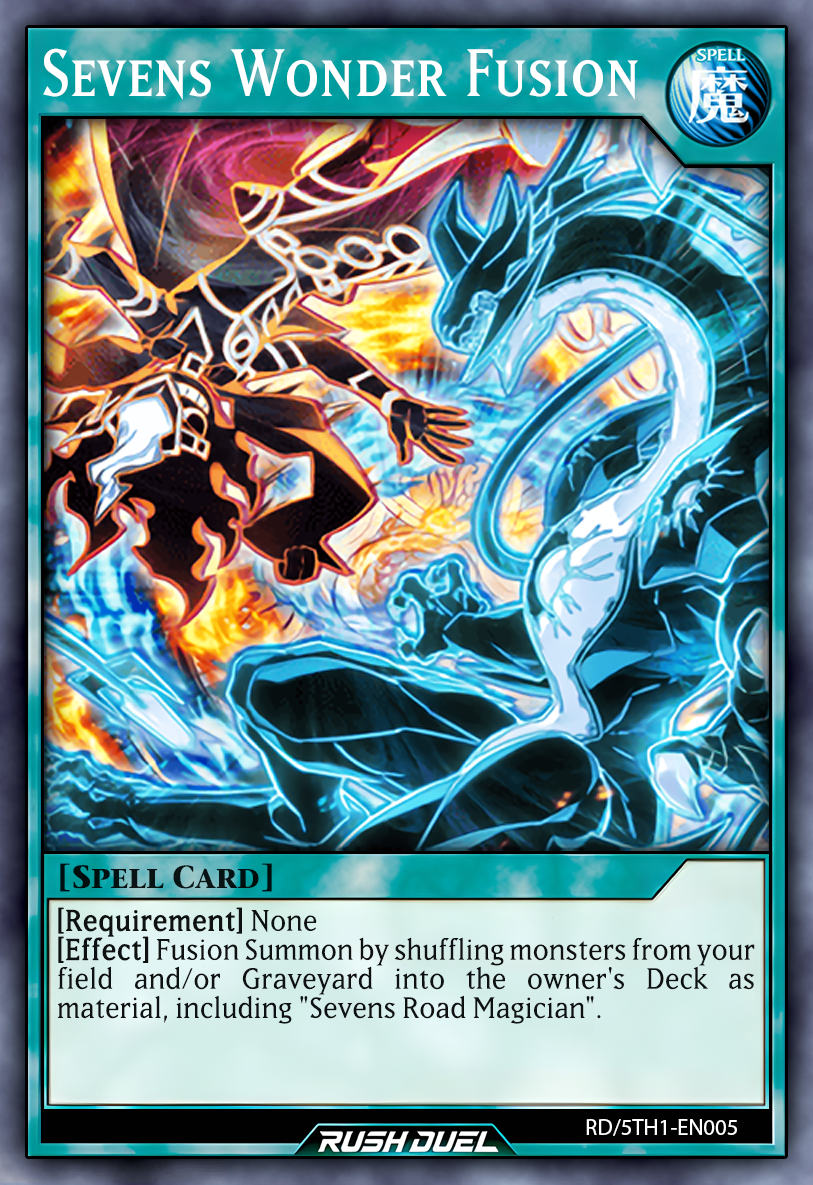 Sevens Wonder Fusion
SPELL
魔
[Spell Card]
[Requirement] None
[Effect] Fusion Summon by shuffling monsters from your
field and/or Graveyard into the owner's Deck as
material, including "Sevens Road Magician".
RD/5TH1-EN005
RUSH DUEL